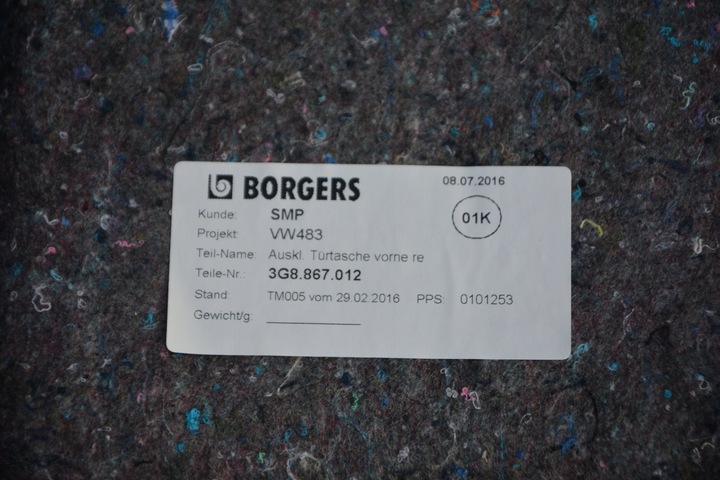 BORGERS
08.07.2016
01K
Kunde: SMP
Projekt: VW483
Teil-Name: Auskl. Türtasche vorne re
Teile-Nr.: 3G8.867.012
Stand: TM005 vom 29.02.2016 PPS: 0101253
Gewicht/g: